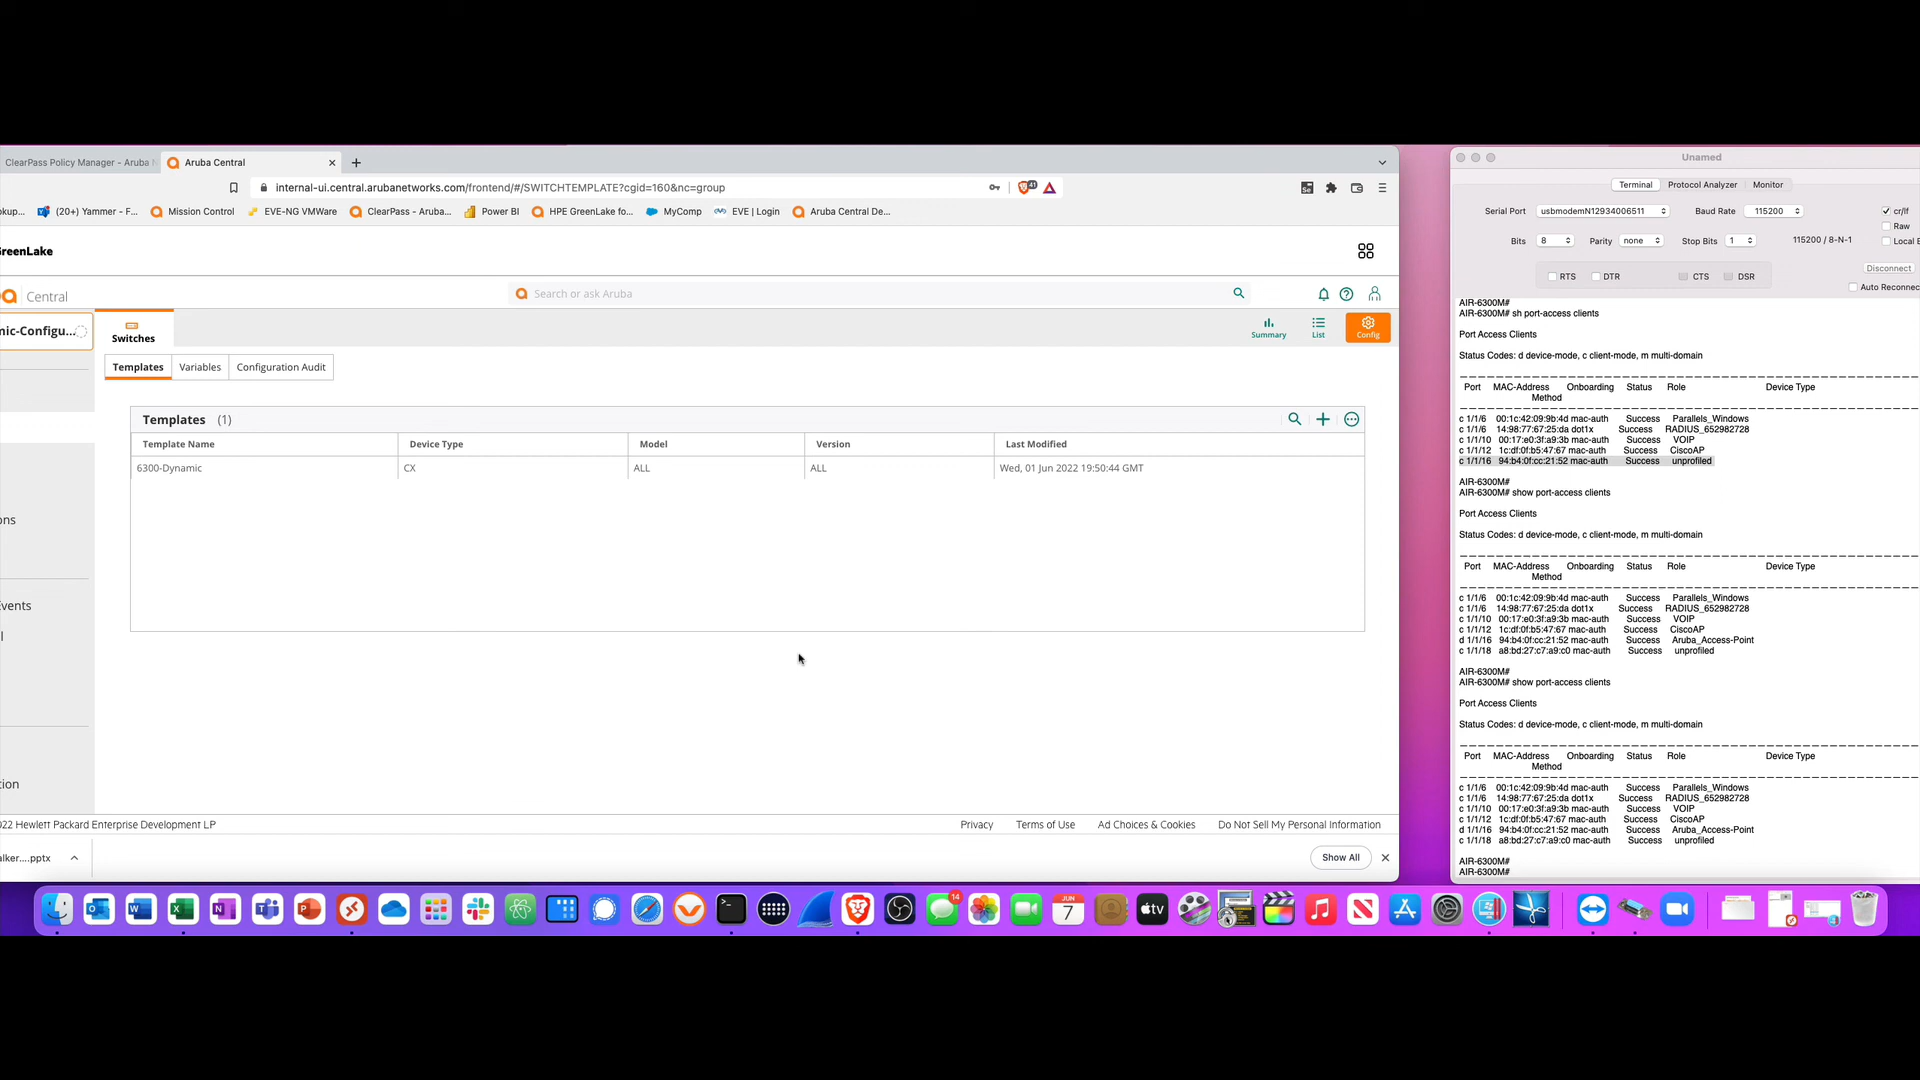 ClearPass Policy Manager - Aruba
Aruba Central
internal-ui.central.arubanetworks.com/frontend/#/SWITCHTEMPLATE?cgid=160&nc=group
okup...
(20+) Yammer - F...
Mission Control
EVE-NG VMWare
ClearPass - Aruba...
Power BI
HPE GreenLake fo...
MyComp
EVE | Login
Aruba Central De...
GreenLake
Central
Search or ask Aruba
mic-Configu...
Switches
Summary
List
Config
Templates
Variables
Configuration Audit
Templates (1)
Template Name Device Type Model Version Last Modified
6300-Dynamic CX ALL ALL Wed, 01 Jun 2022 19:50:44 GMT
ons
Events
l
tion
22 Hewlett Packard Enterprise Development LP
Privacy
Terms of Use
Ad Choices & Cookies
Do Not Sell My Personal Information
alker....pptx
Show All
14
JUN
7
tv
Unamed
Terminal
Protocol Analyzer
Monitor
Serial Port usbmodemN12934006511 Baud Rate 115200 cr/lf
Raw
Bits 8 Parity none Stop Bits 1 115200 / 8-N-1 Local E
Disconnect
RTS DTR CTS DSR
Auto Reconnec
AIR-6300M#
AIR-6300M# sh port-access clients
Port Access Clients
Status Codes: d device-mode, c client-mode, m multi-domain
Port MAC-Address Onboarding Status Role Device Type
Method
c 1/1/6 00:1c:42:09:9b:4d mac-auth Success Parallels_Windows
c 1/1/6 14:98:77:67:25:da dot1x Success RADIUS_652982728
c 1/1/10 00:17:e0:3f:a9:3b mac-auth Success VOIP
c 1/1/12 1c:df:0f:b5:47:67 mac-auth Success CiscoAP
c 1/1/16 94:b4:0f:cc:21:52 mac-auth Success unprofiled
AIR-6300M#
AIR-6300M# show port-access clients
Port Access Clients
Status Codes: d device-mode, c client-mode, m multi-domain
Port MAC-Address Onboarding Status Role Device Type
Method
c 1/1/6 00:1c:42:09:9b:4d mac-auth Success Parallels_Windows
c 1/1/6 14:98:77:67:25:da dot1x Success RADIUS_652982728
c 1/1/10 00:17:e0:3f:a9:3b mac-auth Success VOIP
c 1/1/12 1c:df:0f:b5:47:67 mac-auth Success CiscoAP
d 1/1/16 94:b4:0f:cc:21:52 mac-auth Success Aruba_Access-Point
c 1/1/18 a8:bd:27:c7:a9:c0 mac-auth Success unprofiled
AIR-6300M#
AIR-6300M# show port-access clients
Port Access Clients
Status Codes: d device-mode, c client-mode, m multi-domain
Port MAC-Address Onboarding Status Role Device Type
Method
c 1/1/6 00:1c:42:09:9b:4d mac-auth Success Parallels_Windows
c 1/1/6 14:98:77:67:25:da dot1x Success RADIUS_652982728
c 1/1/10 00:17:e0:3f:a9:3b mac-auth Success VOIP
c 1/1/12 1c:df:0f:b5:47:67 mac-auth Success CiscoAP
d 1/1/16 94:b4:0f:cc:21:52 mac-auth Success Aruba_Access-Point
c 1/1/18 a8:bd:27:c7:a9:c0 mac-auth Success unprofiled
AIR-6300M#
AIR-6300M#